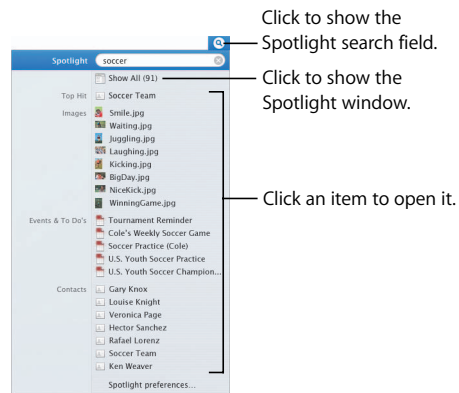 Click to show the
Spotlight search field.
Spotlight soccer
Show All (91)
Click to show the
Spotlight window.
Top Hit Soccer Team
Images Smile.jpg
Waiting.jpg
Juggling.jpg
Laughing.jpg
Kicking.jpg
BigDay.jpg
NiceKick.jpg
WinningGame.jpg
Click an item to open it.
Events & To Do's Tournament Reminder
Cole's Weekly Soccer Game
Soccer Practice (Cole)
U.S. Youth Soccer Practice
U.S. Youth Soccer Champion...
Contacts Gary Knox
Louise Knight
Veronica Page
Hector Sanchez
Rafael Lorenz
Soccer Team
Ken Weaver
Spotlight preferences...